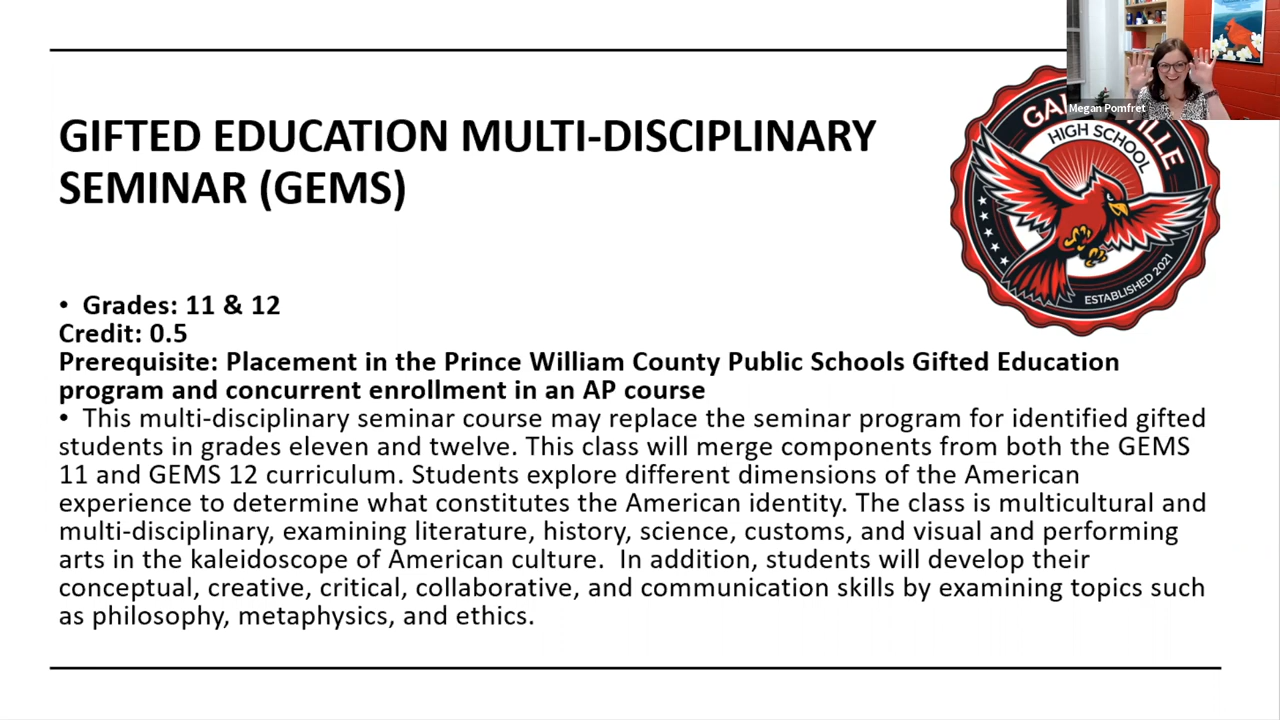 GIFTED EDUCATION MULTI-DISCIPLINARY
SEMINAR (GEMS)
Megan Pomfret
HIGH SCHOOL
ESTABLISHED 2021
• Grades: 11 & 12
Credit: 0.5
Prerequisite: Placement in the Prince William County Public Schools Gifted Education
program and concurrent enrollment in an AP course
• This multi-disciplinary seminar course may replace the seminar program for identified gifted
students in grades eleven and twelve. This class will merge components from both the GEMS
11 and GEMS 12 curriculum. Students explore different dimensions of the American
experience to determine what constitutes the American identity. The class is multicultural and
multi-disciplinary, examining literature, history, science, customs, and visual and performing
arts in the kaleidoscope of American culture.  In addition, students will develop their
conceptual, creative, critical, collaborative, and communication skills by examining topics such
as philosophy, metaphysics, and ethics.